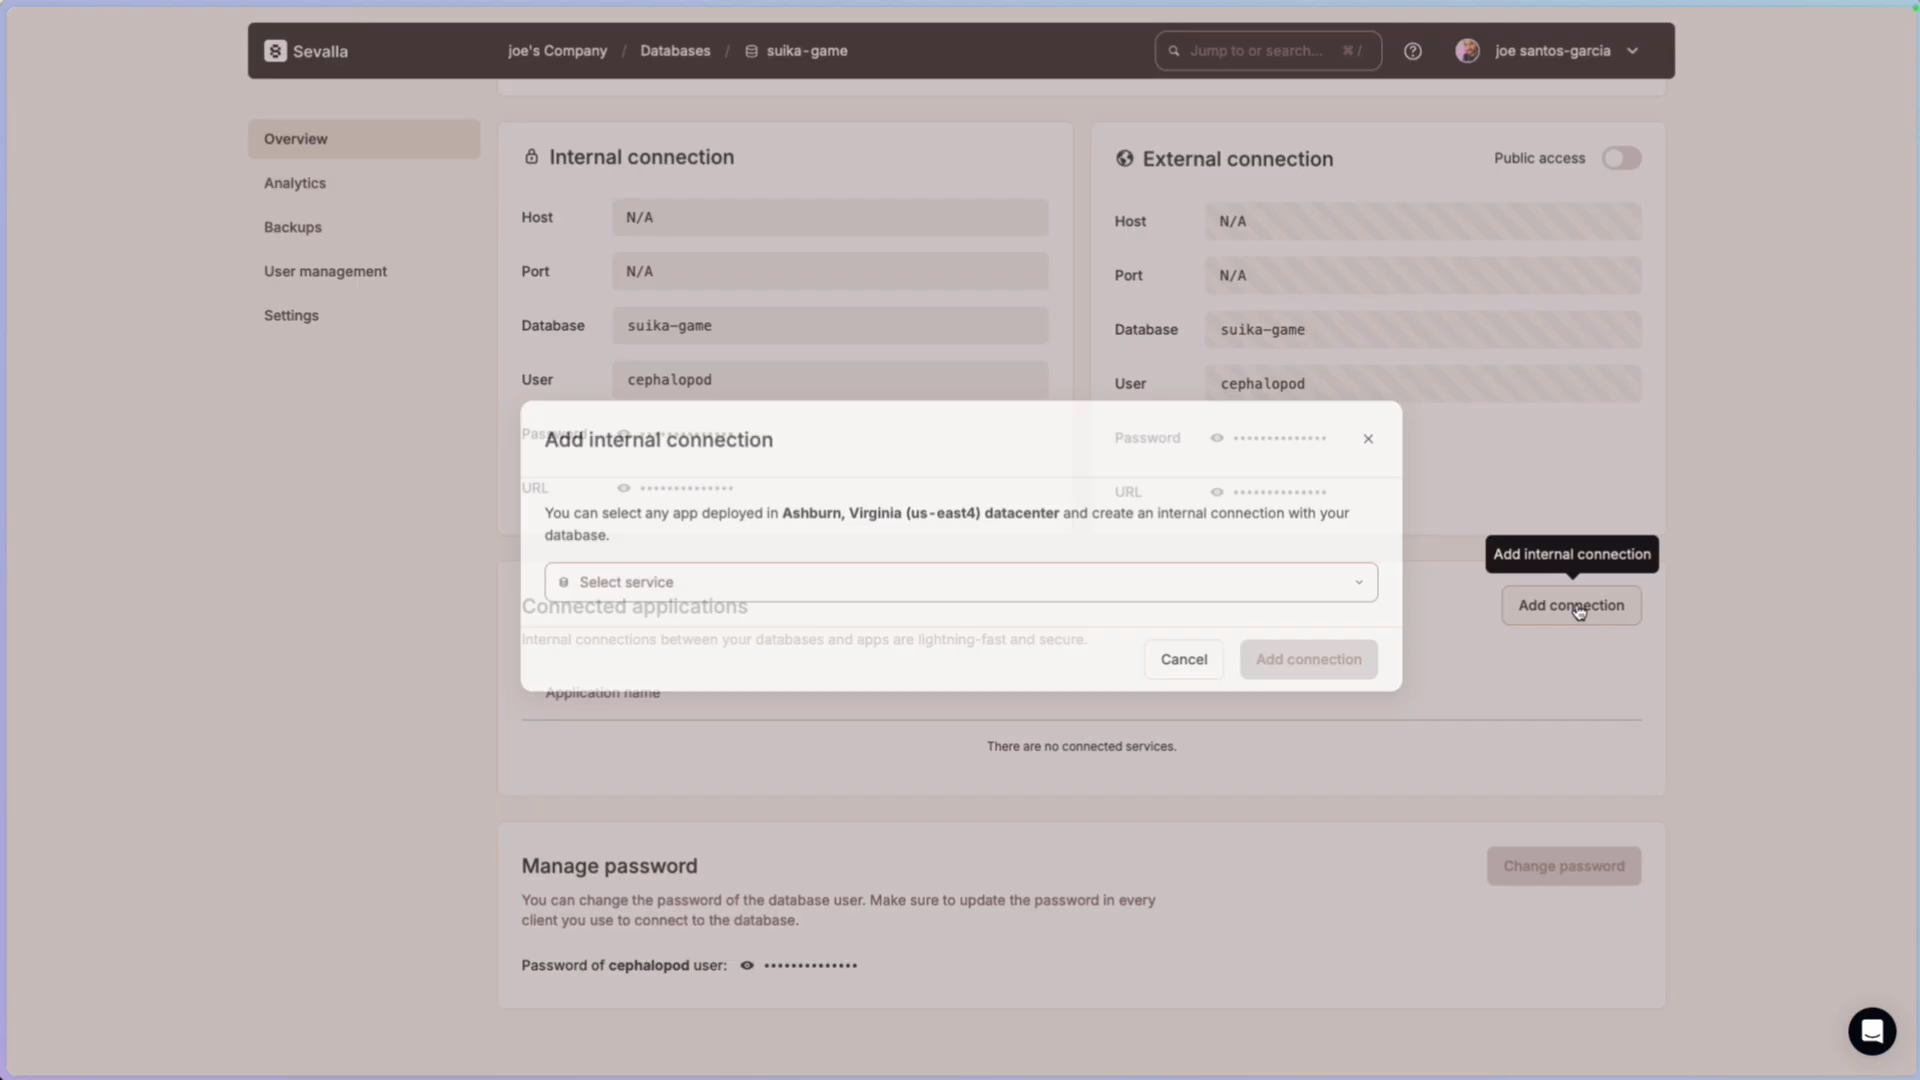 Sevalla
joe's Company / Databases / suika-game
Jump to or search... ⌘ /
joe santos-garcia
Overview
Analytics
Backups
User management
Settings
Internal connection
Host N/A
Port N/A
Database suika-game
User cephalopod
Password ••••••••••••••
URL ••••••••••••••
External connection
Public access
Host N/A
Port N/A
Database suika-game
User cephalopod
Password ••••••••••••••
URL ••••••••••••••
Add internal connection
You can select any app deployed in Ashburn, Virginia (us-east4) datacenter and create an internal connection with your
database.
Select service
Cancel
Add connection
Add internal connection
Add connection
Connected applications
Internal connections between your databases and apps are lightning-fast and secure.
Application name
There are no connected services.
Manage password
Change password
You can change the password of the database user. Make sure to update the password in every
client you use to connect to the database.
Password of cephalopod user: ••••••••••••••